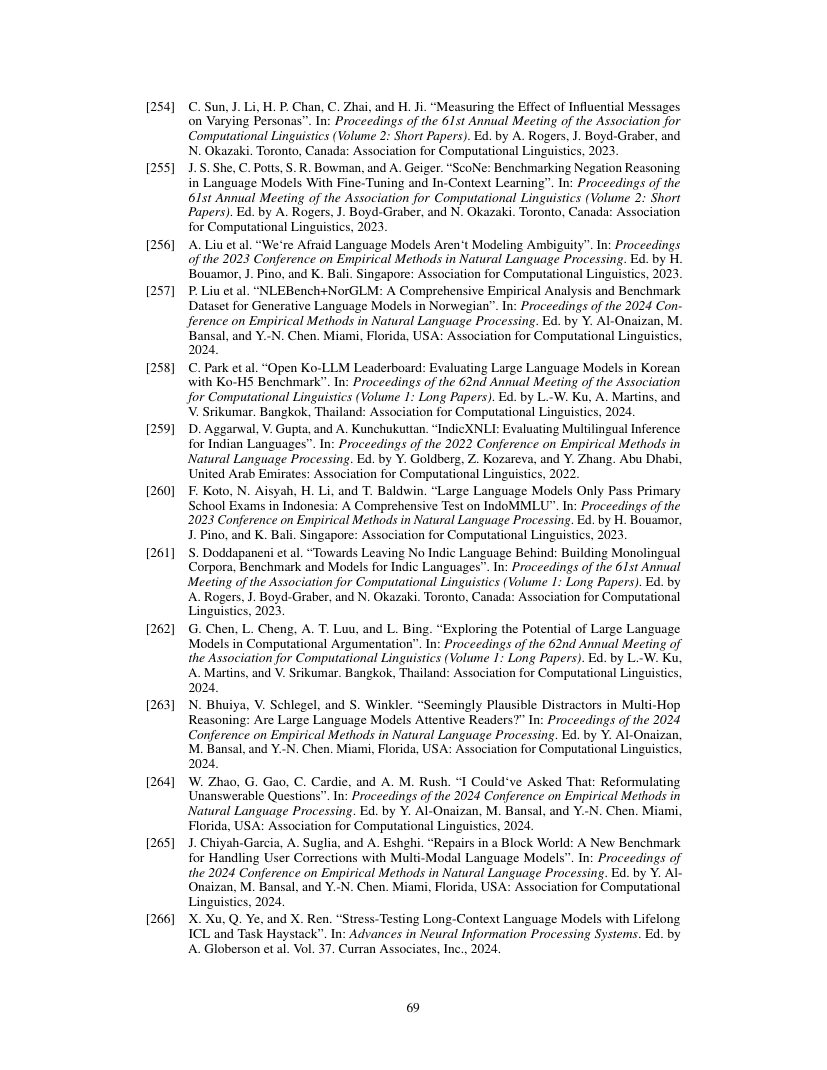 [254] C. Sun, J. Li, H. P. Chan, C. Zhai, and H. Ji. “Measuring the Effect of Influential Messages
on Varying Personas”. In: Proceedings of the 61st Annual Meeting of the Association for
Computational Linguistics (Volume 2: Short Papers). Ed. by A. Rogers, J. Boyd-Graber, and
N. Okazaki. Toronto, Canada: Association for Computational Linguistics, 2023.
[255] J. S. She, C. Potts, S. R. Bowman, and A. Geiger. “ScoNe: Benchmarking Negation Reasoning
in Language Models With Fine-Tuning and In-Context Learning”. In: Proceedings of the
61st Annual Meeting of the Association for Computational Linguistics (Volume 2: Short
Papers). Ed. by A. Rogers, J. Boyd-Graber, and N. Okazaki. Toronto, Canada: Association
for Computational Linguistics, 2023.
[256] A. Liu et al. “We‘re Afraid Language Models Aren‘t Modeling Ambiguity”. In: Proceedings
of the 2023 Conference on Empirical Methods in Natural Language Processing. Ed. by H.
Bouamor, J. Pino, and K. Bali. Singapore: Association for Computational Linguistics, 2023.
[257] P. Liu et al. “NLEBench+NorGLM: A Comprehensive Empirical Analysis and Benchmark
Dataset for Generative Language Models in Norwegian”. In: Proceedings of the 2024 Con-
ference on Empirical Methods in Natural Language Processing. Ed. by Y. Al-Onaizan, M.
Bansal, and Y.-N. Chen. Miami, Florida, USA: Association for Computational Linguistics,
2024.
[258] C. Park et al. “Open Ko-LLM Leaderboard: Evaluating Large Language Models in Korean
with Ko-H5 Benchmark”. In: Proceedings of the 62nd Annual Meeting of the Association
for Computational Linguistics (Volume 1: Long Papers). Ed. by L.-W. Ku, A. Martins, and
V. Srikumar. Bangkok, Thailand: Association for Computational Linguistics, 2024.
[259] D. Aggarwal, V. Gupta, and A. Kunchukuttan. “IndicXNLI: Evaluating Multilingual Inference
for Indian Languages”. In: Proceedings of the 2022 Conference on Empirical Methods in
Natural Language Processing. Ed. by Y. Goldberg, Z. Kozareva, and Y. Zhang. Abu Dhabi,
United Arab Emirates: Association for Computational Linguistics, 2022.
[260] F. Koto, N. Aisyah, H. Li, and T. Baldwin. “Large Language Models Only Pass Primary
School Exams in Indonesia: A Comprehensive Test on IndoMMLU”. In: Proceedings of the
2023 Conference on Empirical Methods in Natural Language Processing. Ed. by H. Bouamor,
J. Pino, and K. Bali. Singapore: Association for Computational Linguistics, 2023.
[261] S. Doddapaneni et al. “Towards Leaving No Indic Language Behind: Building Monolingual
Corpora, Benchmark and Models for Indic Languages”. In: Proceedings of the 61st Annual
Meeting of the Association for Computational Linguistics (Volume 1: Long Papers). Ed. by
A. Rogers, J. Boyd-Graber, and N. Okazaki. Toronto, Canada: Association for Computational
Linguistics, 2023.
[262] G. Chen, L. Cheng, A. T. Luu, and L. Bing. “Exploring the Potential of Large Language
Models in Computational Argumentation”. In: Proceedings of the 62nd Annual Meeting of
the Association for Computational Linguistics (Volume 1: Long Papers). Ed. by L.-W. Ku,
A. Martins, and V. Srikumar. Bangkok, Thailand: Association for Computational Linguistics,
2024.
[263] N. Bhuiya, V. Schlegel, and S. Winkler. “Seemingly Plausible Distractors in Multi-Hop
Reasoning: Are Large Language Models Attentive Readers?” In: Proceedings of the 2024
Conference on Empirical Methods in Natural Language Processing. Ed. by Y. Al-Onaizan,
M. Bansal, and Y.-N. Chen. Miami, Florida, USA: Association for Computational Linguistics,
2024.
[264] W. Zhao, G. Gao, C. Cardie, and A. M. Rush. “I Could‘ve Asked That: Reformulating
Unanswerable Questions”. In: Proceedings of the 2024 Conference on Empirical Methods in
Natural Language Processing. Ed. by Y. Al-Onaizan, M. Bansal, and Y.-N. Chen. Miami,
Florida, USA: Association for Computational Linguistics, 2024.
[265] J. Chiyah-Garcia, A. Suglia, and A. Eshghi. “Repairs in a Block World: A New Benchmark
for Handling User Corrections with Multi-Modal Language Models”. In: Proceedings of
the 2024 Conference on Empirical Methods in Natural Language Processing. Ed. by Y. Al-
Onaizan, M. Bansal, and Y.-N. Chen. Miami, Florida, USA: Association for Computational
Linguistics, 2024.
[266] X. Xu, Q. Ye, and X. Ren. “Stress-Testing Long-Context Language Models with Lifelong
ICL and Task Haystack”. In: Advances in Neural Information Processing Systems. Ed. by
A. Globerson et al. Vol. 37. Curran Associates, Inc., 2024.
69